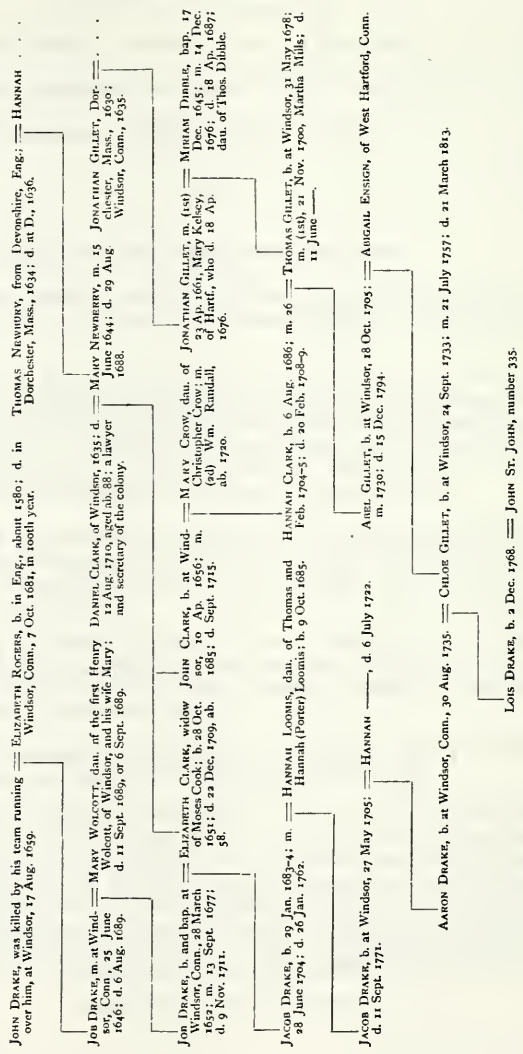 JOHN DRAKE, was killed by his team running
over him, at Windsor, 17 Aug. 1659.
ELIZABETH ROGERS, b. in Eng., about 1580; d. in
Windsor, Conn., 7 Oct. 1681, in 100th year.
THOMAS NEWBURY, from Devonshire, Eng.;
Dorchester, Mass., 1634; d. at D., 1636.
HANNAH . . .
JOB DRAKE, m. at Wind-
sor, Conn., 25 June
1646; d. 6 Aug. 1689.
MARY WOLCOTT, dau. of the first Henry
Wolcott, of Windsor, and his wife Mary;
d. 11 Sept. 1689, or 6 Sept. 1689.
DANIEL CLARK, of Windsor, 1635; d.
12 Aug. 1710, aged ab. 88; a lawyer
and secretary of the colony.
MARY NEWBERRY, m. 15
June 1644; d. 29 Aug.
1688.
JONATHAN GILLET, Dor-
chester, Mass., 1630;
Windsor, Conn., 1635.
. . .
JOB DRAKE, b. and bap. at
Windsor, Conn., 28 March
1652; m. 13 Sept. 1677;
d. 9 Nov. 1711.
ELIZABETH CLARK, widow
of Moses Cook; b. 28 Oct.
1651; d. 22 Dec. 1709, ab.
58.
JOHN CLARK, b. at Wind-
sor, 10 Ap. 1656; m.
1685; d. Sept. 1715.
MARY CROW, dau. of
Christopher Crow; m.
(2d) Wm. Randall,
ab. 1720.
JONATHAN GILLET, m. (1st)
23 Ap. 1661, Mary Kelsey,
of Hartf., who d. 18 Ap.
1676.
MIRIAM DIBBLE, bap. 17
Dec. 1645; m. 14 Dec.
1676; d. 18 Ap. 1687;
dau. of Thos. Dibble.
JACOB DRAKE, b. 29 Jan. 1683-4; m.
28 June 1704; d. 26 Jan. 1762.
HANNAH LOOMIS, dau. of Thomas and
Hannah (Porter) Loomis; b. 9 Oct. 1685.
HANNAH CLARK, b. 6 Aug. 1686; m. 26
Feb. 1704-5; d. 20 Feb. 1708-9.
THOMAS GILLET, b. at Windsor, 31 May 1678;
m. (1st), 21 Nov. 1700, Martha Mills; d.
11 June ——.
JACOB DRAKE, b. at Windsor, 27 May 1705;
d. 11 Sept. 1771.
HANNAH ——, d. 6 July 1722.
ABEL GILLET, b. at Windsor, 18 Oct. 1705;
m. 1730; d. 15 Dec. 1794.
ABIGAIL ENSIGN, of West Hartford, Conn.
AARON DRAKE, b. at Windsor, Conn., 30 Aug. 1735.
CHLOE GILLET, b. at Windsor, 24 Sept. 1733; m. 21 July 1757; d. 21 March 1813.
LOIS DRAKE, b. 2 Dec. 1768. = JOHN ST. JOHN, number 335.